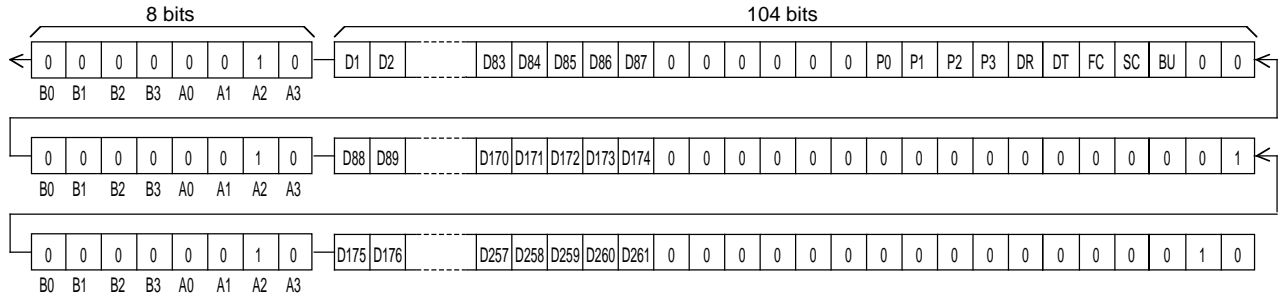 8 bits 104 bits
0 0 0 0 0 0 1 0 D1 D2 D83 D84 D85 D86 D87 0 0 0 0 0 0 P0 P1 P2 P3 DR DT FC SC BU 0 0
B0 B1 B2 B3 A0 A1 A2 A3
0 0 0 0 0 0 1 0 D88 D89 D170 D171 D172 D173 D174 0 0 0 0 0 0 0 0 0 0 0 0 0 0 0 0 1
B0 B1 B2 B3 A0 A1 A2 A3
0 0 0 0 0 0 1 0 D175 D176 D257 D258 D259 D260 D261 0 0 0 0 0 0 0 0 0 0 0 0 0 0 0 1 0
B0 B1 B2 B3 A0 A1 A2 A3